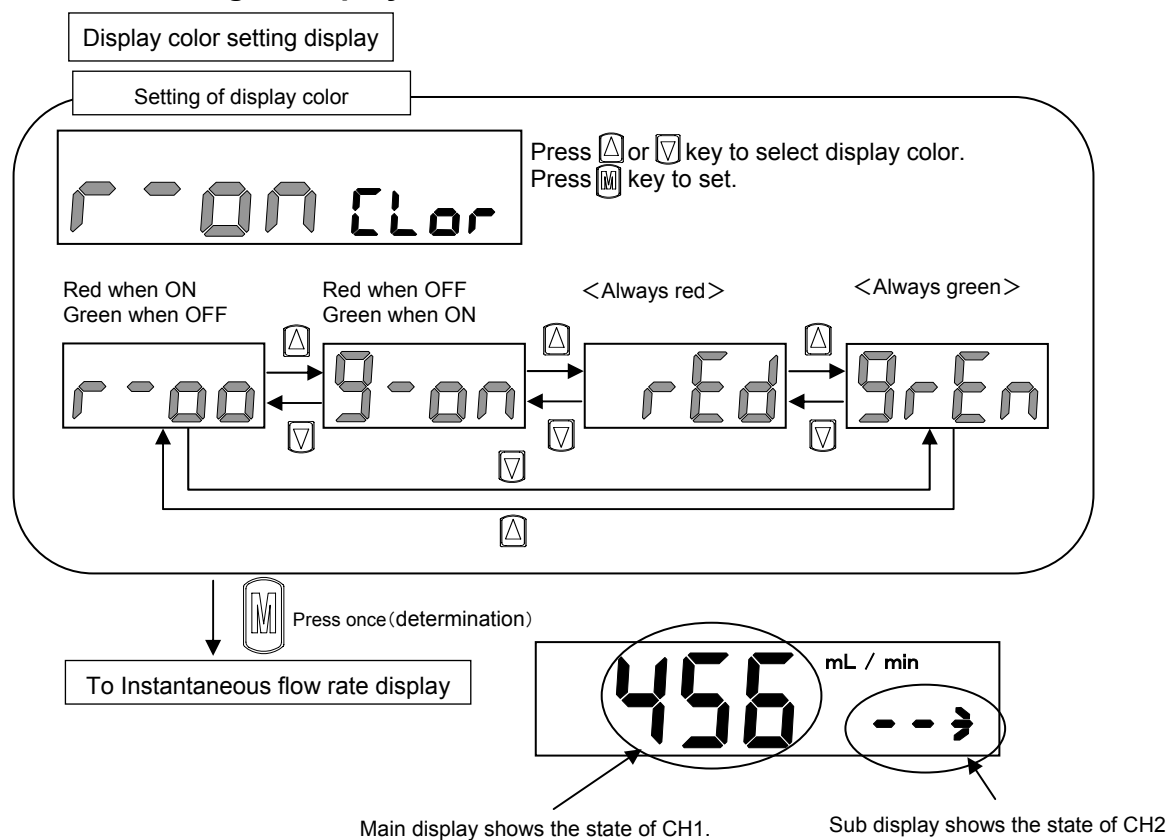 Display color setting display
Setting of display color
r-on CLor
Press △ or ▽ key to select display color.
Press M key to set.
Red when ON
Green when OFF
Red when OFF
Green when ON
<Always red>
<Always green>
r-oo
g-on
rEd
grEn
M
Press once(determination)
To Instantaneous flow rate display
456
mL / min
Main display shows the state of CH1.
Sub display shows the state of CH2